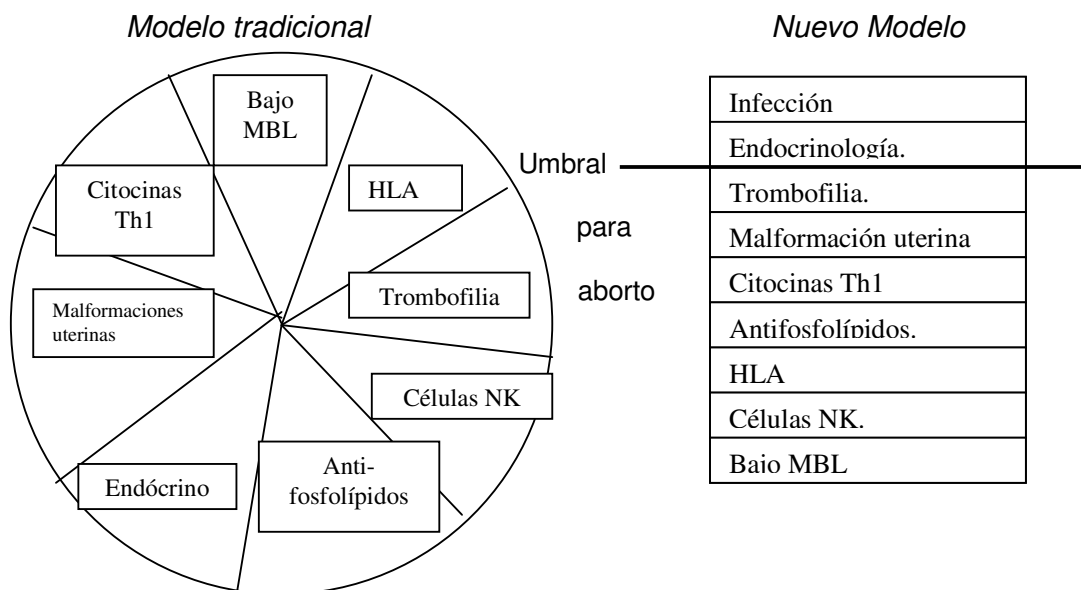 Modelo tradicional
Bajo
MBL
HLA
Citocinas
Th1
Trombofilia
Malformaciones
uterinas
Células NK
Anti-
fosfolípidos
Endócrino
Umbral
para
aborto
Nuevo Modelo
Infección
Endocrinología.
Trombofilia.
Malformación uterina
Citocinas Th1
Antifosfolípidos.
HLA
Células NK.
Bajo MBL